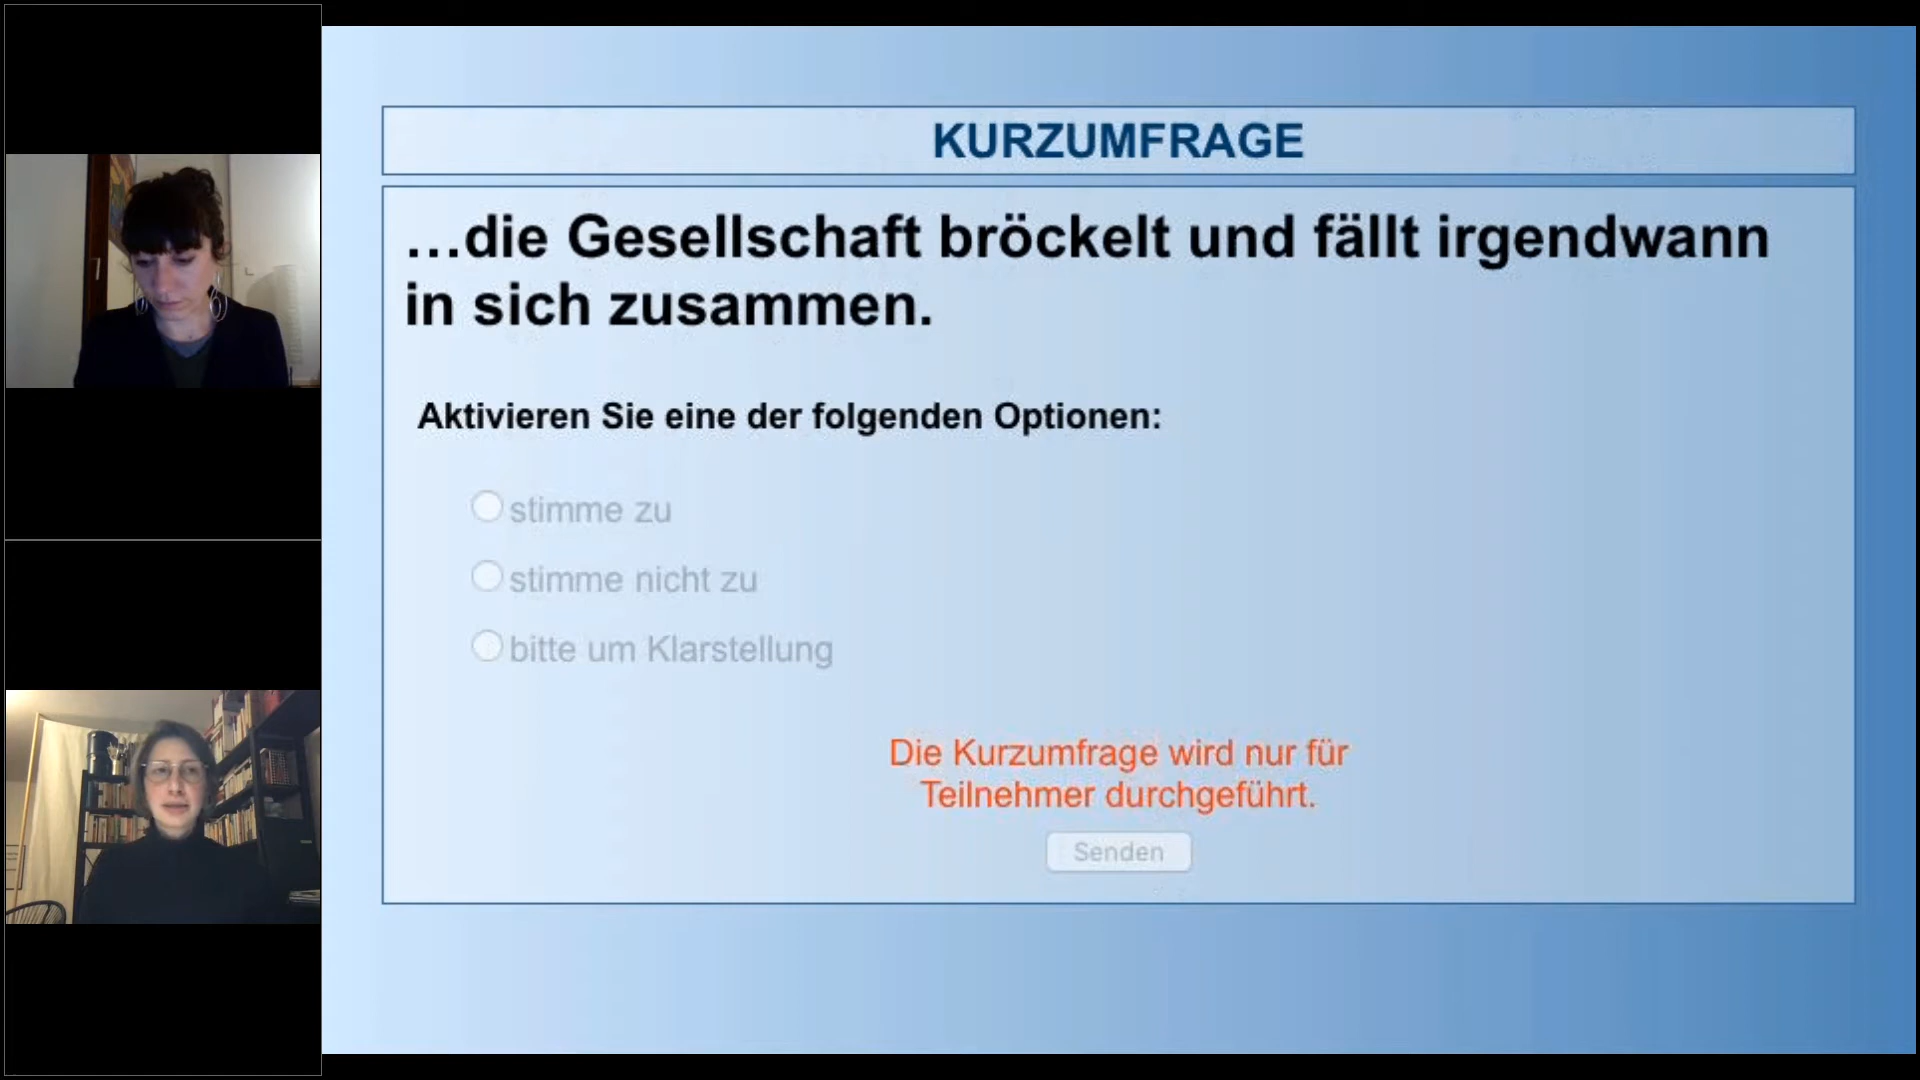 KURZUMFRAGE
…die Gesellschaft bröckelt und fällt irgendwann
in sich zusammen.
Aktivieren Sie eine der folgenden Optionen:
stimme zu
stimme nicht zu
bitte um Klarstellung
Die Kurzumfrage wird nur für
Teilnehmer durchgeführt.
Senden